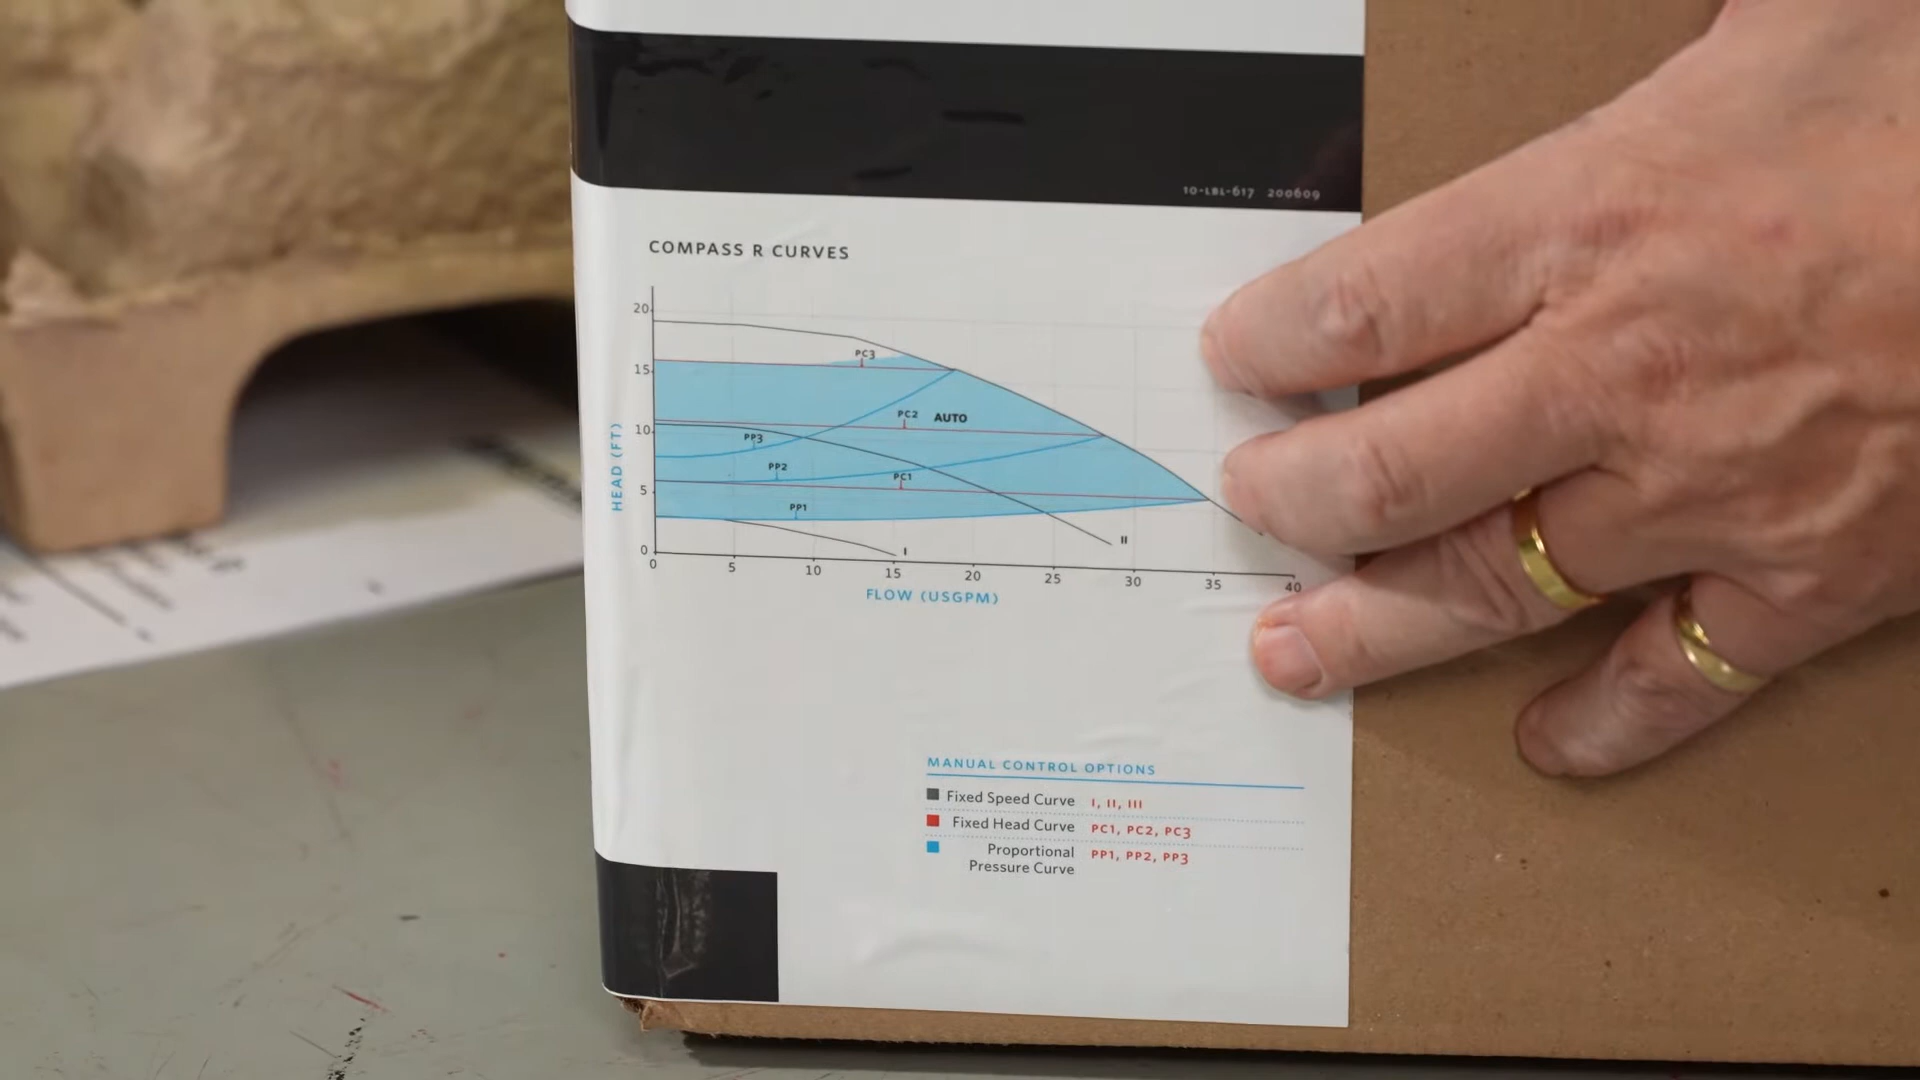 10-LBL-617 200609
COMPASS R CURVES
20
15
10
5
0
HEAD (FT)
PC3
PC2 AUTO
PP3
PP2
PC1
PP1
I
II
0 5 10 15 20 25 30 35 40
FLOW (USGPM)
MANUAL CONTROL OPTIONS
Fixed Speed Curve I, II, III
Fixed Head Curve PC1, PC2, PC3
Proportional PP1, PP2, PP3
Pressure Curve